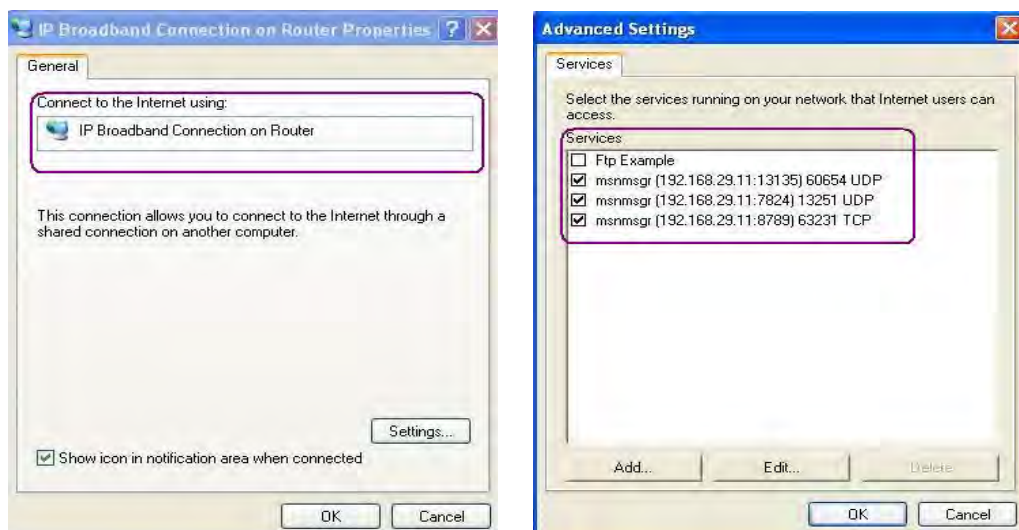 IP Broadband Connection on Router Properties
General
Connect to the Internet using:
IP Broadband Connection on Router
This connection allows you to connect to the Internet through a
shared connection on another computer.
Settings...
Show icon in notification area when connected
OK
Cancel
Advanced Settings
Services
Select the services running on your network that Internet users can
access.
Services
Ftp Example
msnmsgr (192.168.29.11:13135) 60654 UDP
msnmsgr (192.168.29.11:7824) 13251 UDP
msnmsgr (192.168.29.11:8789) 63231 TCP
Add...
Edit...
Delete
OK
Cancel